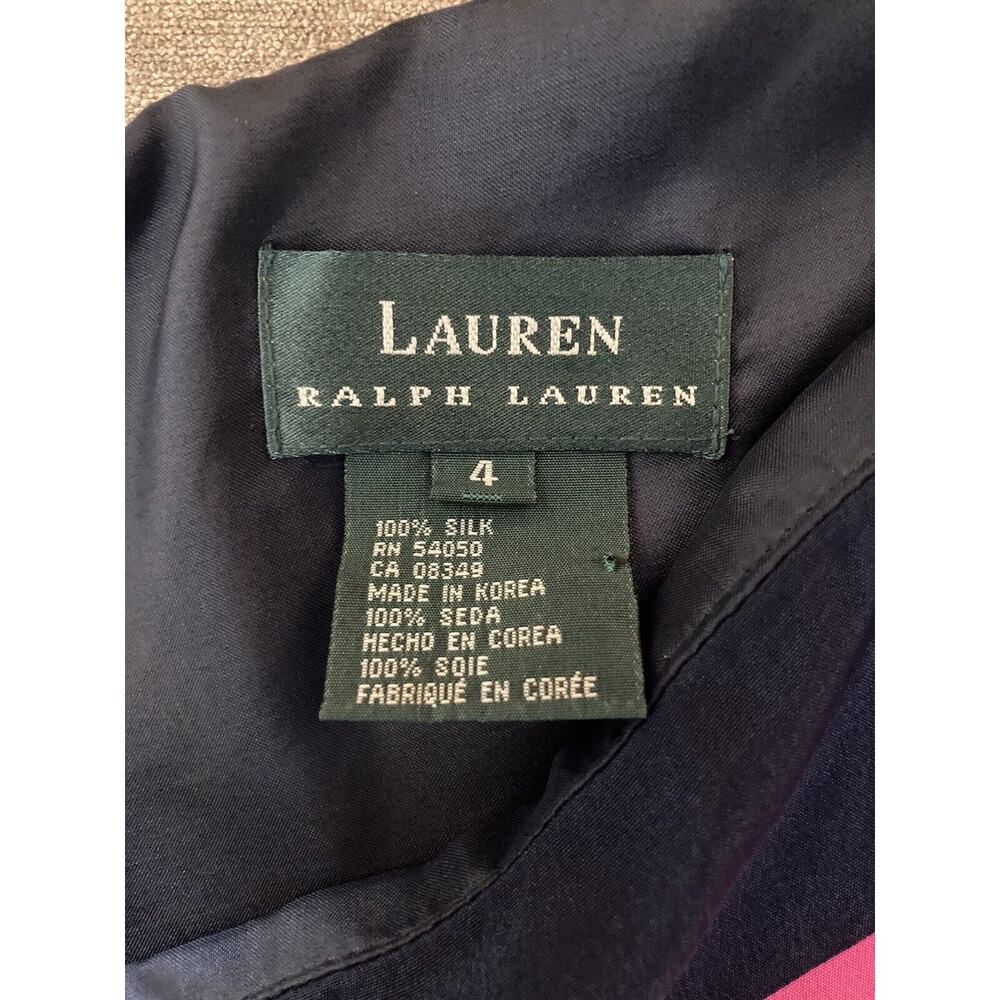 LAUREN
RALPH LAUREN
4
100% SILK
RN 54050
CA 08349
MADE IN KOREA
100% SEDA
HECHO EN COREA
100% SOIE
FABRIQUÉ EN CORÉE